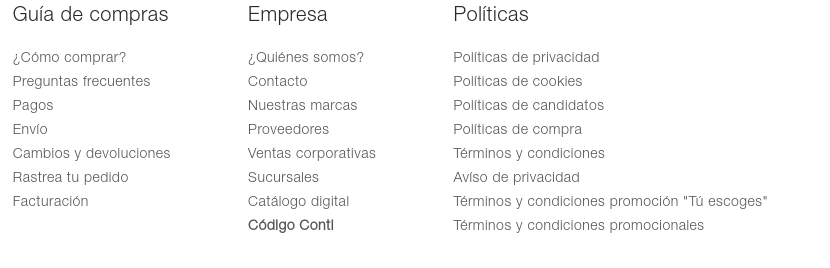 Guía de compras
¿Cómo comprar?
Preguntas frecuentes
Pagos
Envío
Cambios y devoluciones
Rastrea tu pedido
Facturación
Empresa
¿Quiénes somos?
Contacto
Nuestras marcas
Proveedores
Ventas corporativas
Sucursales
Catálogo digital
Código Conti
Políticas
Políticas de privacidad
Políticas de cookies
Políticas de candidatos
Políticas de compra
Términos y condiciones
Avíso de privacidad
Términos y condiciones promoción "Tú escoges"
Términos y condiciones promocionales